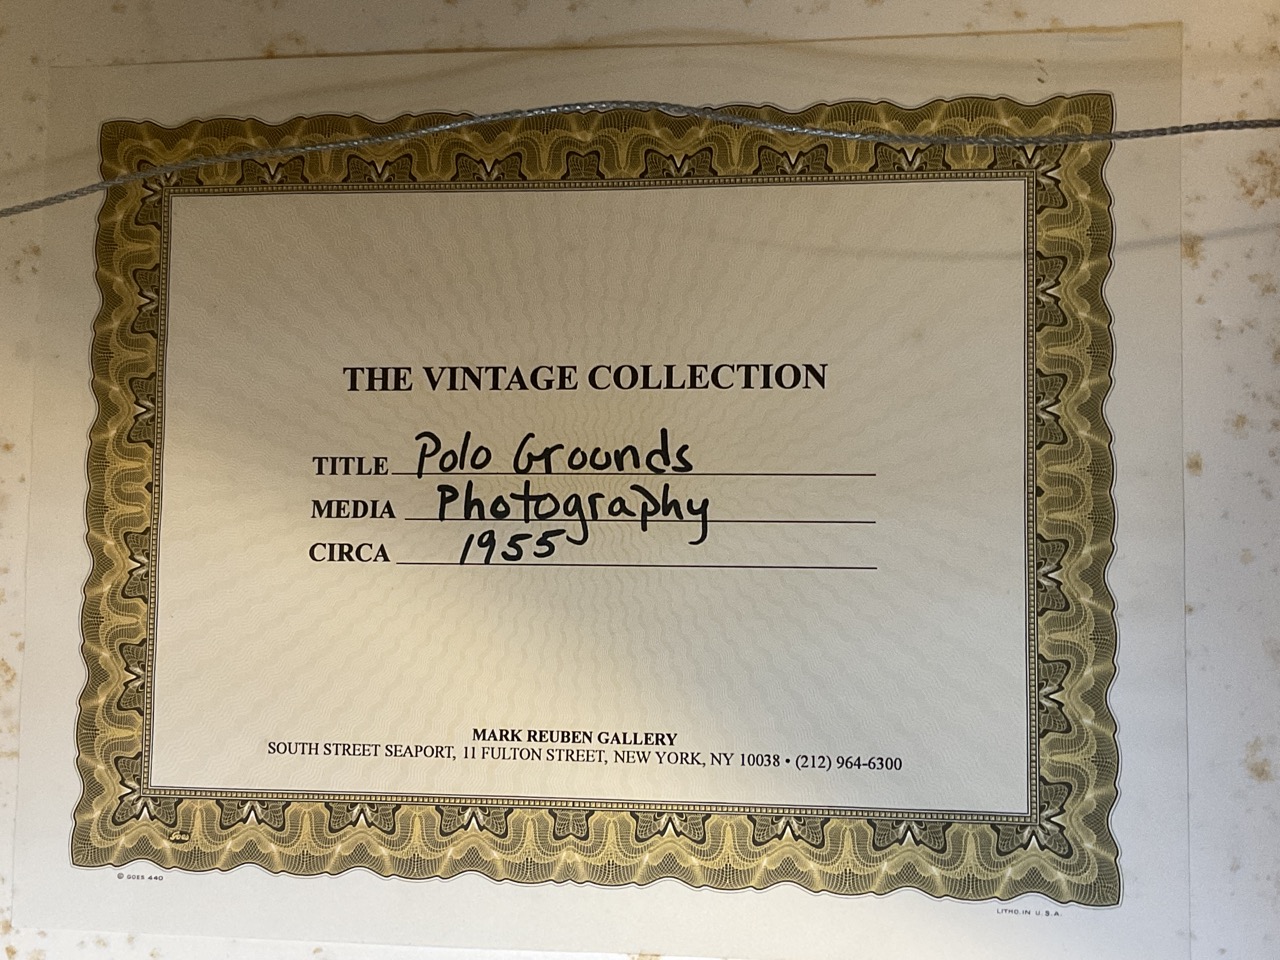 THE VINTAGE COLLECTION
TITLE Polo Grounds
MEDIA Photography
CIRCA 1955
MARK REUBEN GALLERY
SOUTH STREET SEAPORT, 11 FULTON STREET, NEW YORK, NY 10038 • (212) 964-6300
Goes
© GOES 440
LITHO. IN U.S.A.